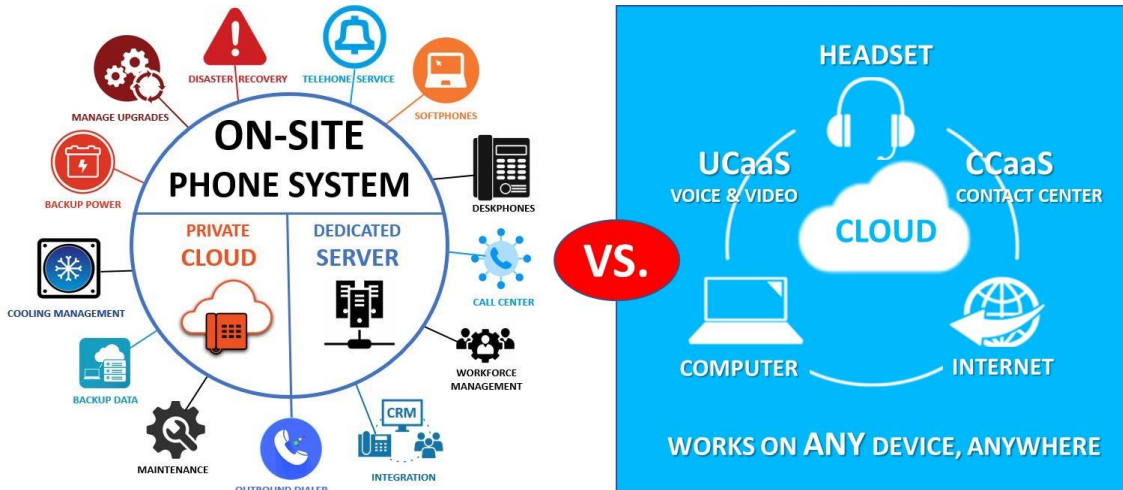 DISASTER RECOVERY
TELEHONE SERVICE
MANAGE UPGRADES
SOFTPHONES
BACKUP POWER
DESKPHONES
COOLING MANAGEMENT
CALL CENTER
BACKUP DATA
WORKFORCE
MANAGEMENT
MAINTENANCE
OUTBOUND DIALER
CRM
INTEGRATION
ON-SITE
PHONE SYSTEM
PRIVATE
CLOUD
DEDICATED
SERVER
VS.
HEADSET
UCaaS
VOICE & VIDEO
CCaaS
CONTACT CENTER
CLOUD
COMPUTER
INTERNET
WORKS ON ANY DEVICE, ANYWHERE